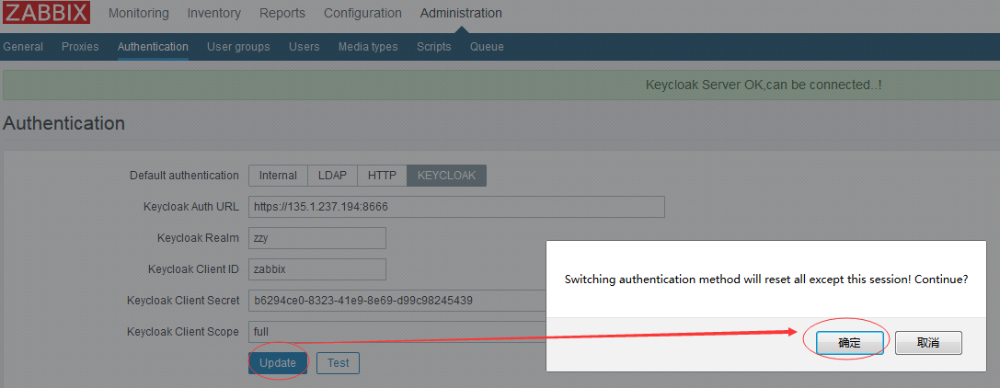 ZABBIX Monitoring Inventory Reports Configuration Administration
General Proxies Authentication User groups Users Media types Scripts Queue
Keycloak Server OK,can be connected..!
Authentication
Default authentication Internal LDAP HTTP KEYCLOAK
Keycloak Auth URL https://135.1.237.194:8666
Keycloak Realm zzy
Keycloak Client ID zabbix
Keycloak Client Secret b6294ce0-8323-41e9-8e69-d99c98245439
Keycloak Client Scope full
Update Test
Switching authentication method will reset all except this session! Continue?
确定 取消